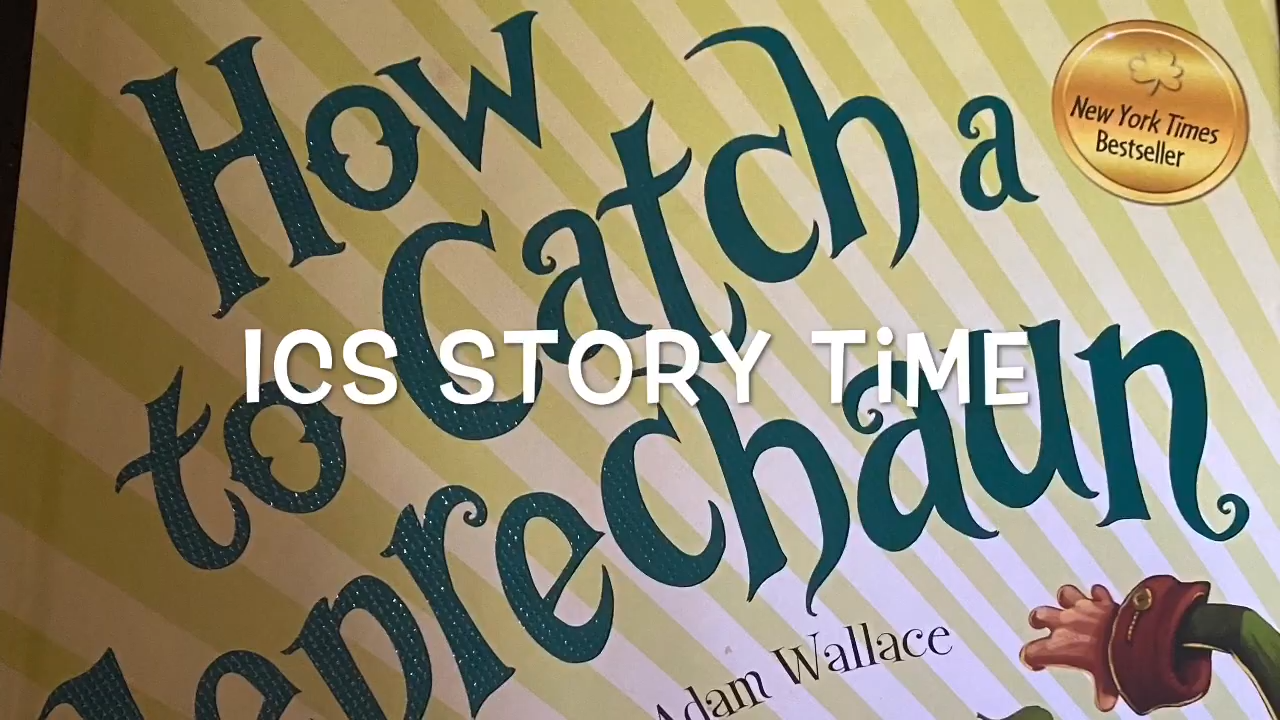 How
Catch a
New York Times
Bestseller
ICS STORY TiME
to
leprechaun
Adam Wallace